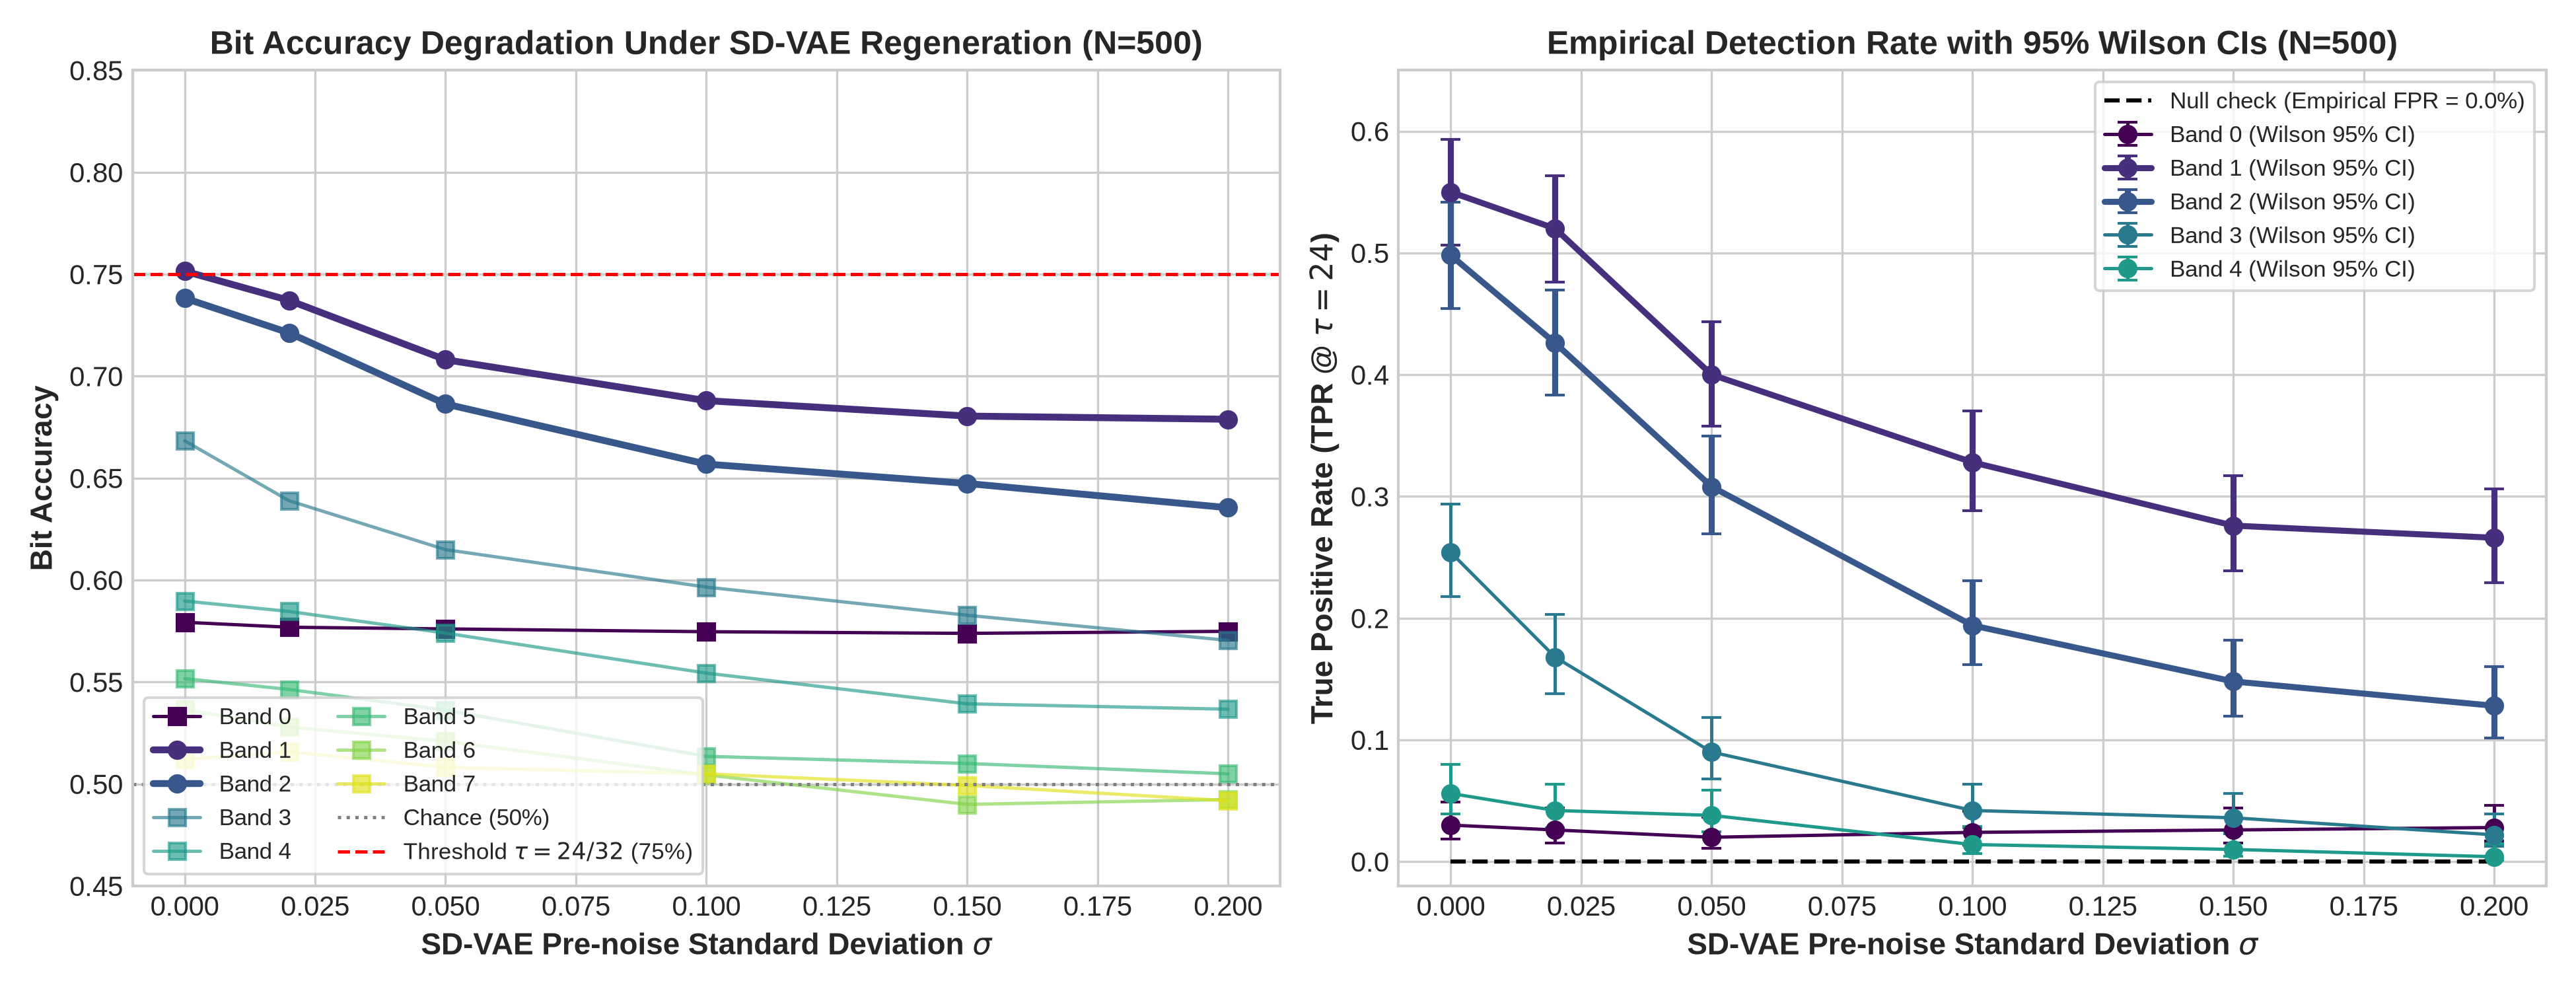 Bit Accuracy Degradation Under SD-VAE Regeneration (N=500)
Bit Accuracy
0.85
0.80
0.75
0.70
0.65
0.60
0.55
0.50
0.45
Band 0
Band 1
Band 2
Band 3
Band 4
Band 5
Band 6
Band 7
Chance (50%)
Threshold τ = 24/32 (75%)
0.000 0.025 0.050 0.075 0.100 0.125 0.150 0.175 0.200
SD-VAE Pre-noise Standard Deviation σ
Empirical Detection Rate with 95% Wilson CIs (N=500)
True Positive Rate (TPR @ τ = 24)
0.6
0.5
0.4
0.3
0.2
0.1
0.0
Null check (Empirical FPR = 0.0%)
Band 0 (Wilson 95% CI)
Band 1 (Wilson 95% CI)
Band 2 (Wilson 95% CI)
Band 3 (Wilson 95% CI)
Band 4 (Wilson 95% CI)
0.000 0.025 0.050 0.075 0.100 0.125 0.150 0.175 0.200
SD-VAE Pre-noise Standard Deviation σ